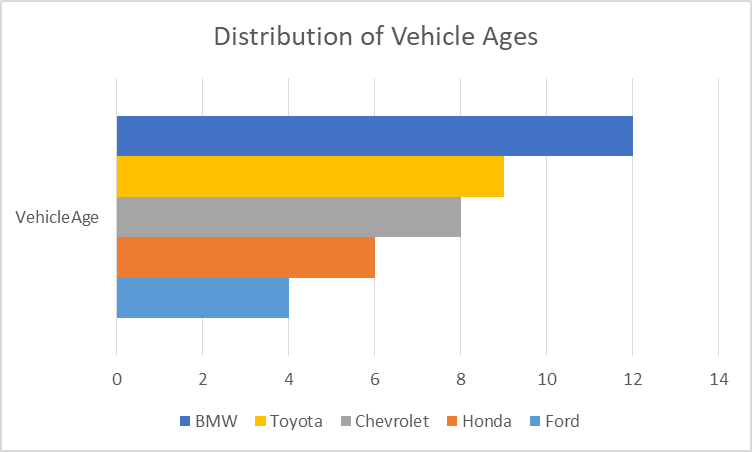 Distribution of Vehicle Ages
VehicleAge
0 2 4 6 8 10 12 14
BMW Toyota Chevrolet Honda Ford